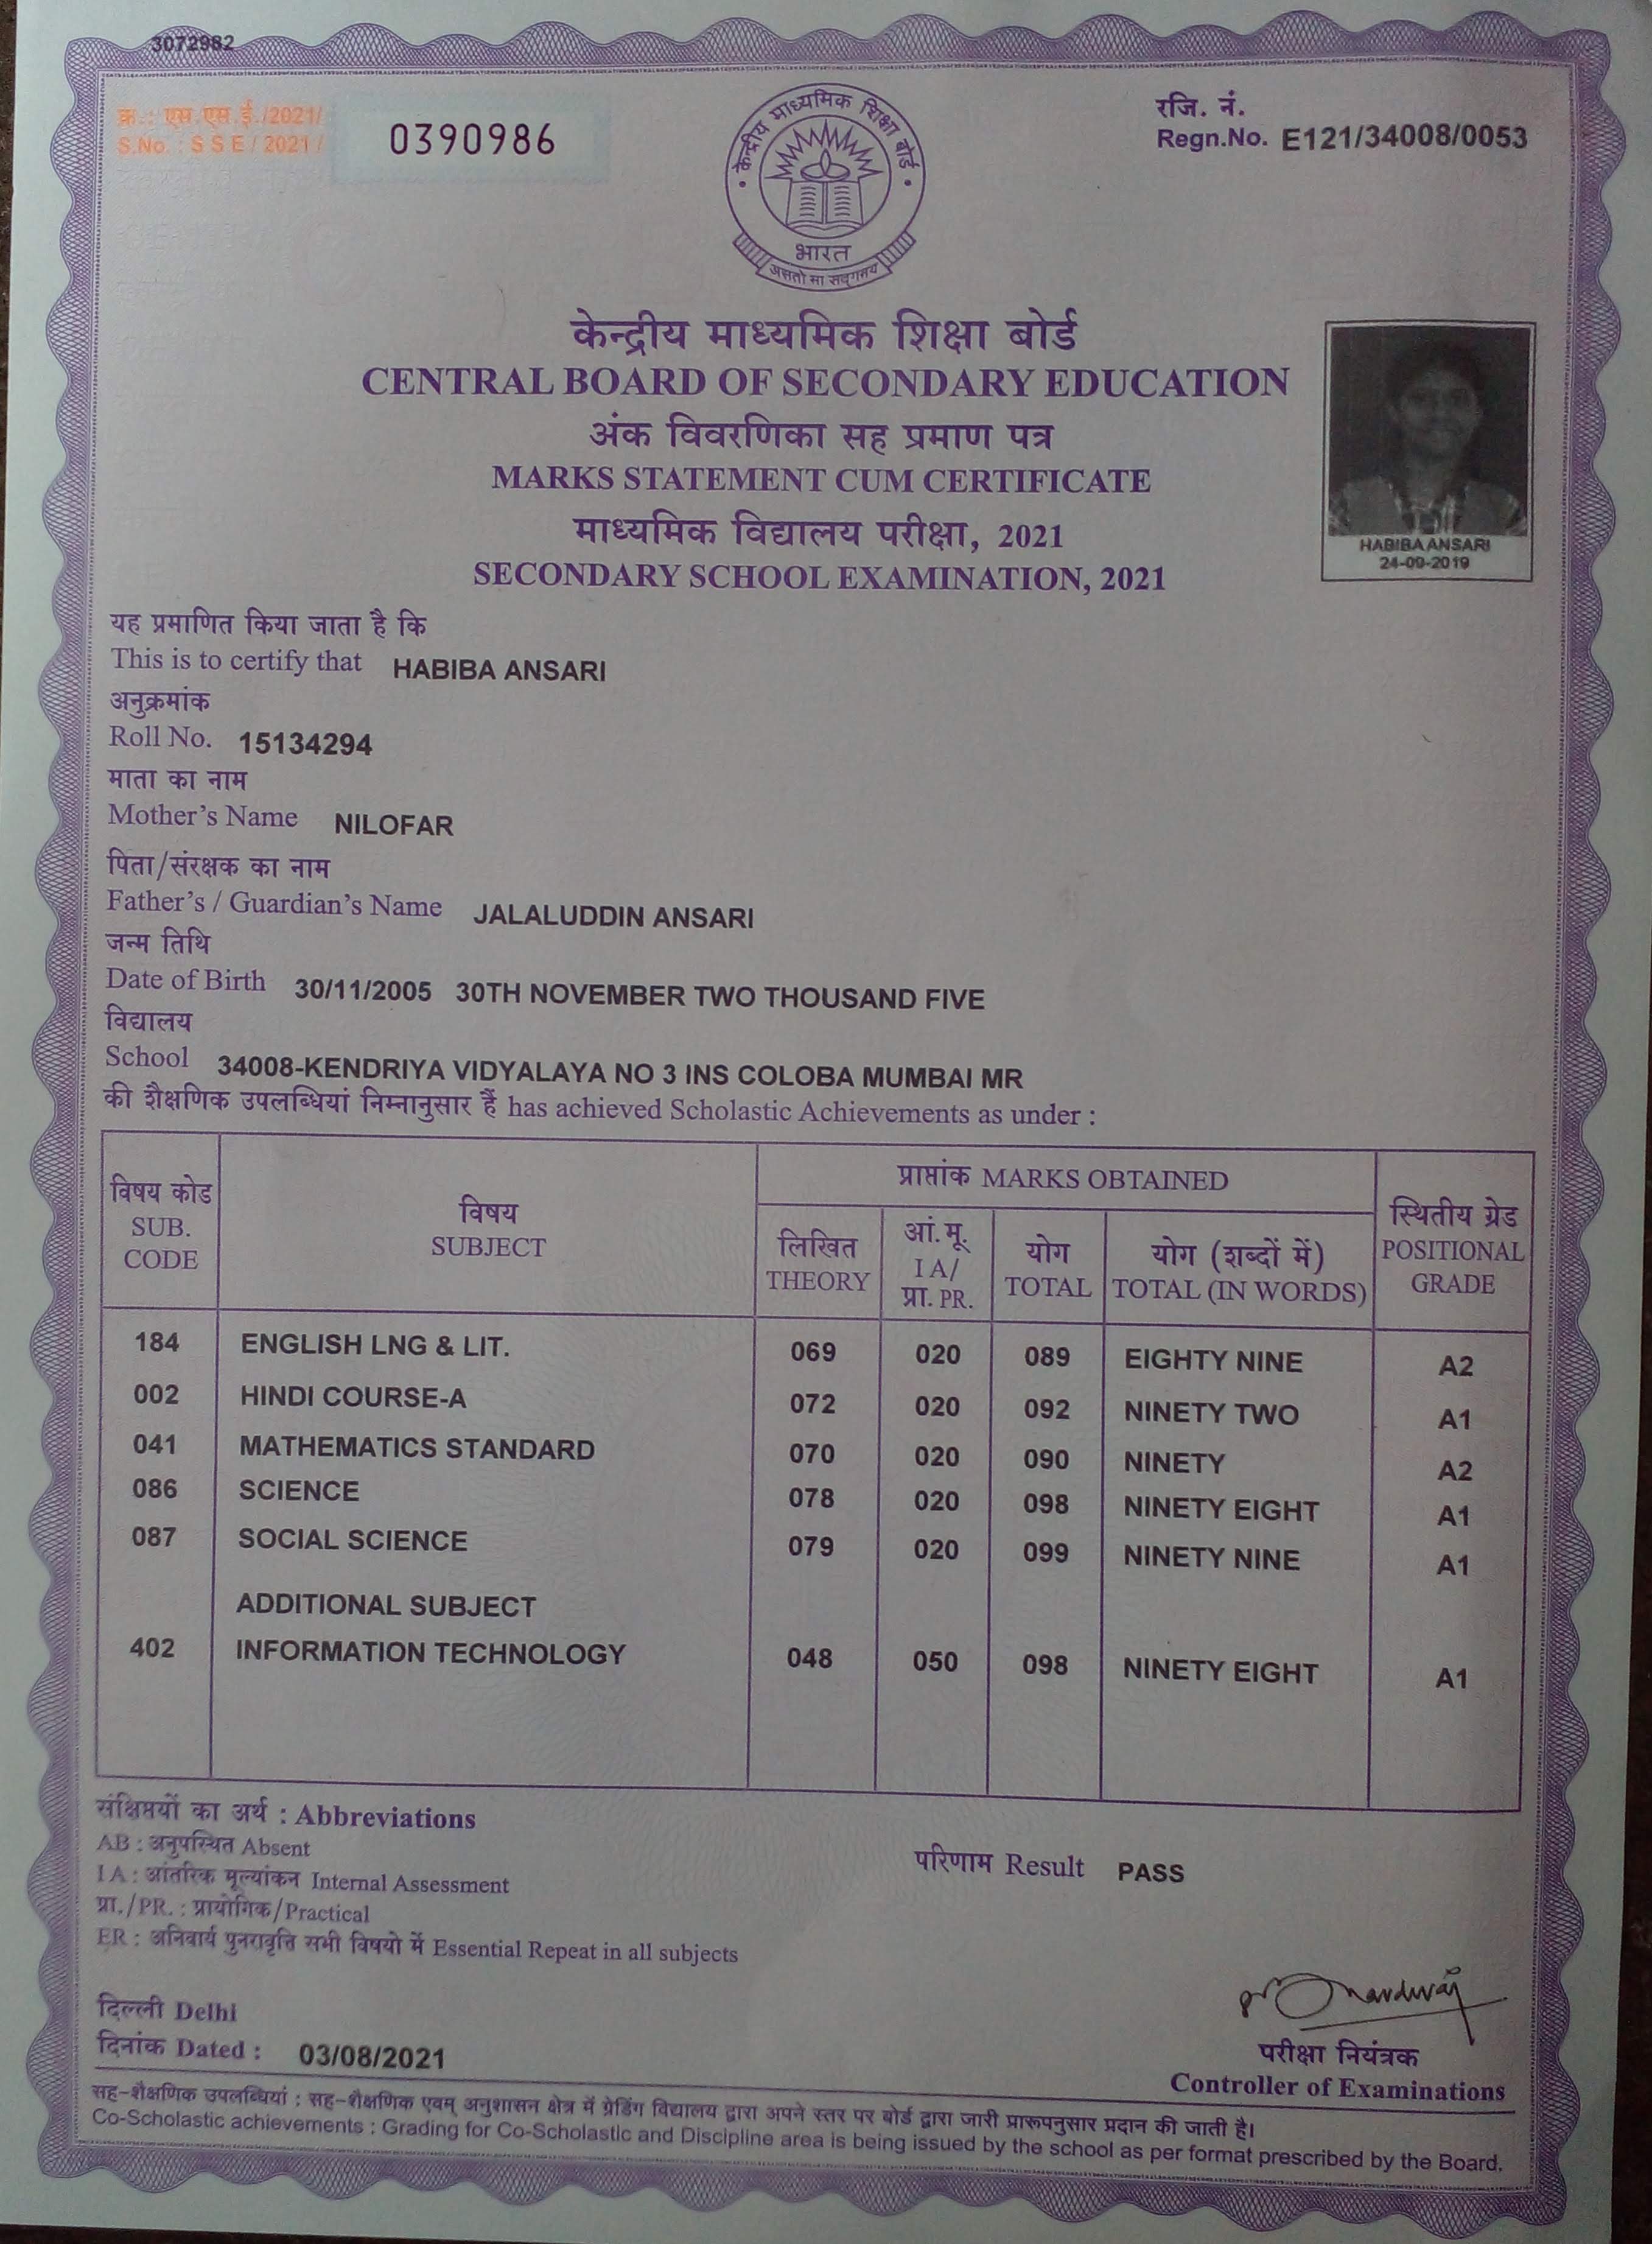 3072982
क्र.: एस.एस.ई./2021/
S.No. : S S E / 2021 /
0390986
रजि. नं.
Regn.No. E121/34008/0053
केन्द्रीय माध्यमिक शिक्षा बोर्ड
भारत
असतो मा सद्गमय
केन्द्रीय माध्यमिक शिक्षा बोर्ड
CENTRAL BOARD OF SECONDARY EDUCATION
अंक विवरणिका सह प्रमाण पत्र
MARKS STATEMENT CUM CERTIFICATE
माध्यमिक विद्यालय परीक्षा, 2021
SECONDARY SCHOOL EXAMINATION, 2021
HABIBA ANSARI
24-09-2019
यह प्रमाणित किया जाता है कि
This is to certify that HABIBA ANSARI
अनुक्रमांक
Roll No. 15134294
माता का नाम
Mother's Name NILOFAR
पिता/संरक्षक का नाम
Father's / Guardian's Name JALALUDDIN ANSARI
जन्म तिथि
Date of Birth 30/11/2005 30TH NOVEMBER TWO THOUSAND FIVE
विद्यालय
School 34008-KENDRIYA VIDYALAYA NO 3 INS COLOBA MUMBAI MR
की शैक्षणिक उपलब्धियां निम्नानुसार हैं has achieved Scholastic Achievements as under :
विषय कोड
SUB.
CODE
विषय
SUBJECT
प्राप्तांक MARKS OBTAINED
लिखित
THEORY
आं. मू.
I A/
प्रा. PR.
योग
TOTAL
योग (शब्दों में)
TOTAL (IN WORDS)
स्थितीय ग्रेड
POSITIONAL
GRADE
184 ENGLISH LNG & LIT. 069 020 089 EIGHTY NINE A2
002 HINDI COURSE-A 072 020 092 NINETY TWO A1
041 MATHEMATICS STANDARD 070 020 090 NINETY A2
086 SCIENCE 078 020 098 NINETY EIGHT A1
087 SOCIAL SCIENCE 079 020 099 NINETY NINE A1
ADDITIONAL SUBJECT
402 INFORMATION TECHNOLOGY 048 050 098 NINETY EIGHT A1
संक्षिप्तयों का अर्थ : Abbreviations
AB : अनुपस्थित Absent
I A : आंतरिक मूल्यांकन Internal Assessment
प्रा./PR. : प्रायोगिक/Practical
ER : अनिवार्य पुनरावृत्ति सभी विषयो में Essential Repeat in all subjects
परिणाम Result PASS
दिल्ली Delhi
दिनांक Dated : 03/08/2021
परीक्षा नियंत्रक
Controller of Examinations
सह-शैक्षणिक उपलब्धियां : सह-शैक्षणिक एवम् अनुशासन क्षेत्र में ग्रेडिंग विद्यालय द्वारा अपने स्तर पर बोर्ड द्वारा जारी प्रारूपनुसार प्रदान की जाती है।
Co-Scholastic achievements : Grading for Co-Scholastic and Discipline area is being issued by the school as per format prescribed by the Board.